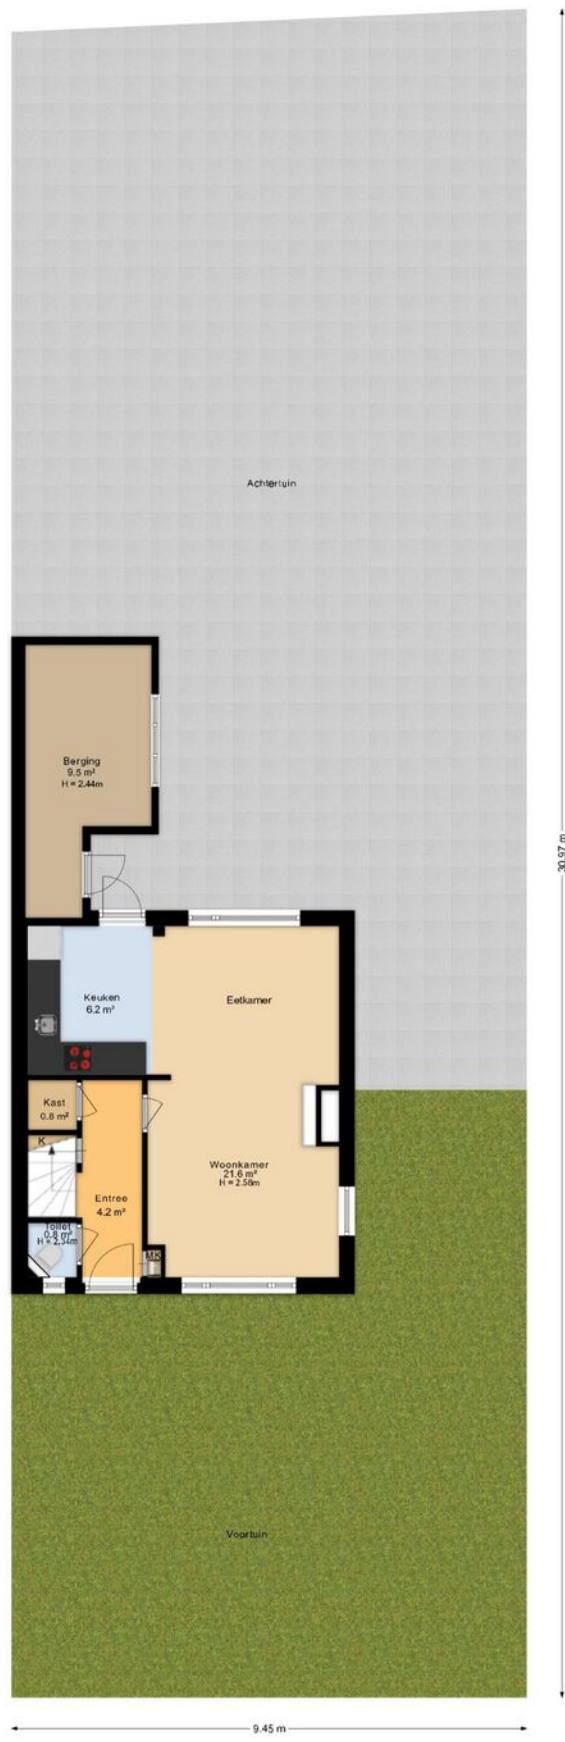 Achtertuin
Berging
9.5 m²
H = 2.44m
30.97 m
Keuken
6.2 m²
Eetkamer
Kast
0.8 m²
K
Woonkamer
21.6 m²
H = 2.58m
Entree
4.2 m²
Toilet
0.8 m²
H = 2.34m
MK
Voortuin
9.45 m